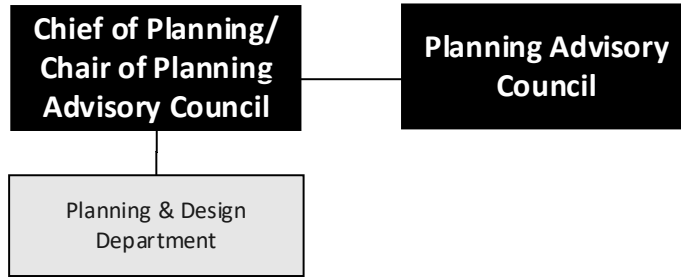 Chief of Planning/
Chair of Planning
Advisory Council
Planning Advisory
Council
Planning & Design
Department